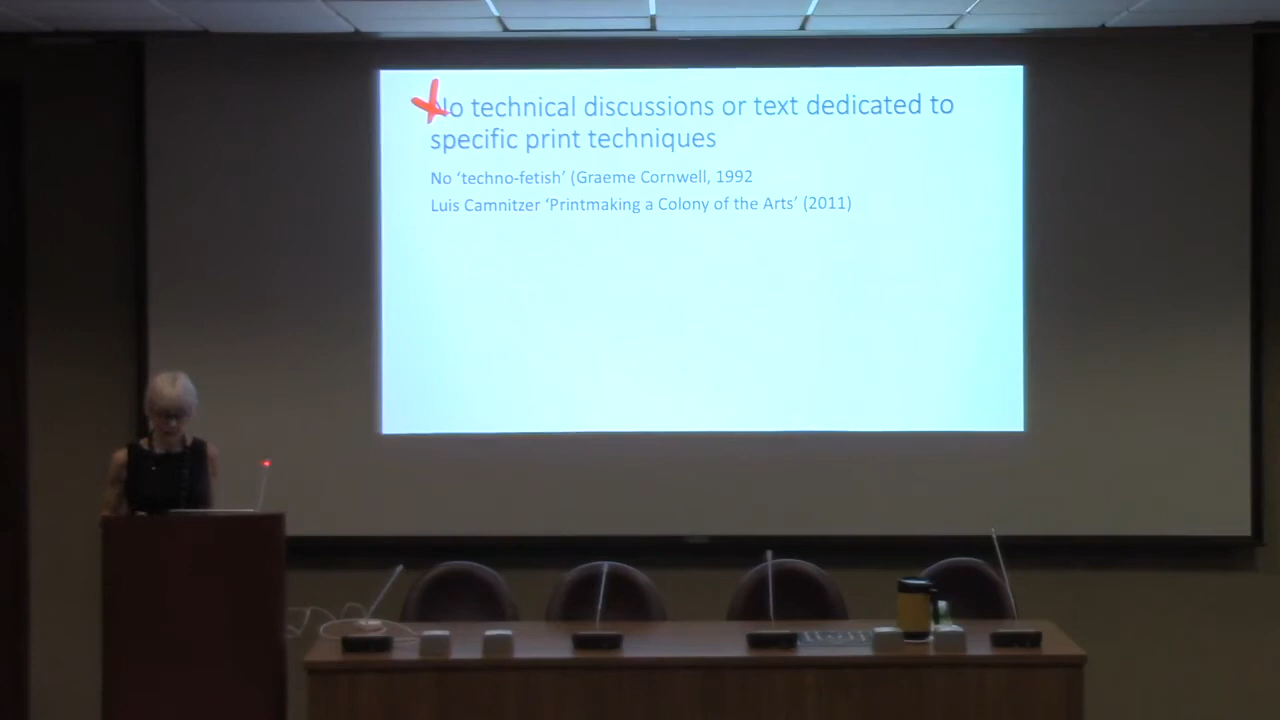 No technical discussions or text dedicated to
specific print techniques
No ‘techno-fetish’ (Graeme Cornwell, 1992
Luis Camnitzer ‘Printmaking a Colony of the Arts’ (2011)